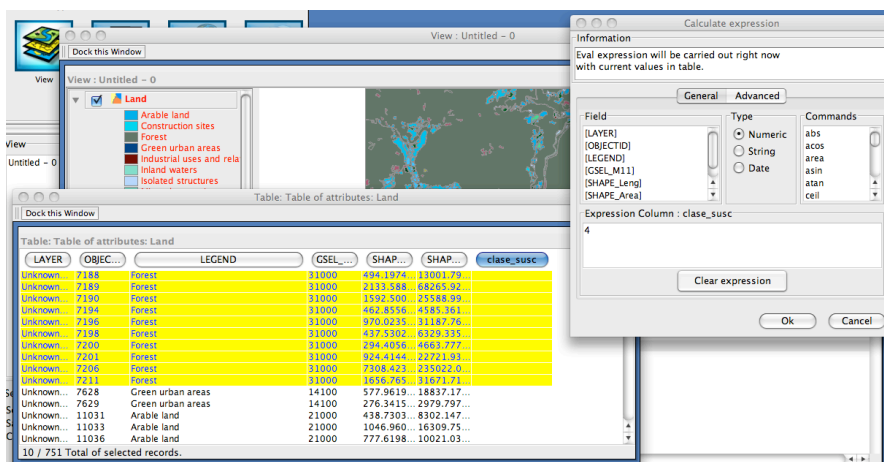 View
View : Untitled – 0
Dock this Window
View : Untitled – 0
Land
Arable land
Construction sites
Forest
Green urban areas
Industrial uses and rela
Inland waters
Isolated structures
View
Untitled – 0
Calculate expression
Information
Eval expression will be carried out right now
with current values in table.
General Advanced
Field Type Commands
[LAYER] Numeric abs
[OBJECTID] String acos
[LEGEND] Date area
[GSEL_M11] asin
[SHAPE_Leng] atan
[SHAPE_Area] ceil
Expression Column : clase_susc
4
Clear expression
Ok Cancel
Table: Table of attributes: Land
Dock this Window
Table: Table of attributes: Land
LAYER OBJEC... LEGEND GSEL_... SHAP... SHAP... clase_susc
Unknown... 7188 Forest 31000 494.1974... 13001.79...
Unknown... 7189 Forest 31000 2133.588... 68265.92...
Unknown... 7190 Forest 31000 1592.500... 25588.99...
Unknown... 7194 Forest 31000 462.8556... 4585.361...
Unknown... 7196 Forest 31000 970.0235... 31187.76...
Unknown... 7198 Forest 31000 437.5302... 6329.335...
Unknown... 7200 Forest 31000 294.4056... 4663.777...
Unknown... 7201 Forest 31000 924.4144... 22721.93...
Unknown... 7206 Forest 31000 7308.423... 235022.0...
Unknown... 7211 Forest 31000 1656.765... 31671.71...
Unknown... 7628 Green urban areas 14100 577.9619... 18837.17...
Unknown... 7629 Green urban areas 14100 276.3415... 2979.797...
Unknown... 11031 Arable land 21000 438.7303... 8302.147...
Unknown... 11033 Arable land 21000 1046.960... 16309.75...
Unknown... 11036 Arable land 21000 777.6198... 10021.03...
10 / 751 Total of selected records.